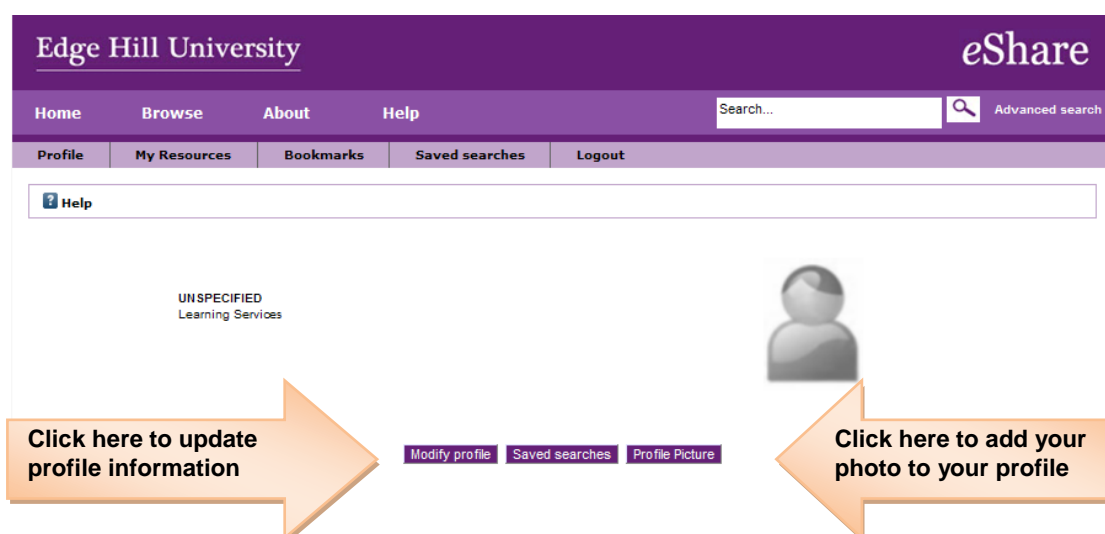 Edge Hill University
eShare
Home Browse About Help Search... Advanced search
Profile My Resources Bookmarks Saved searches Logout
? Help
UNSPECIFIED
Learning Services
Click here to update
profile information
Modify profile Saved searches Profile Picture
Click here to add your
photo to your profile